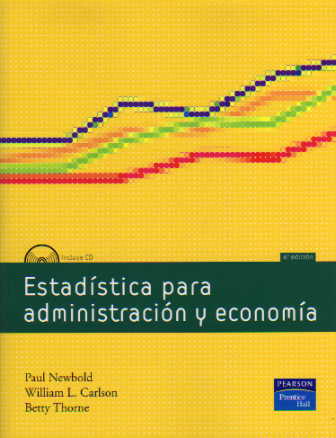 Incluye CD
6ª edición
Estadística para
administración y economía
Paul Newbold
William L. Carlson
Betty Thorne
PEARSON
Prentice
Hall